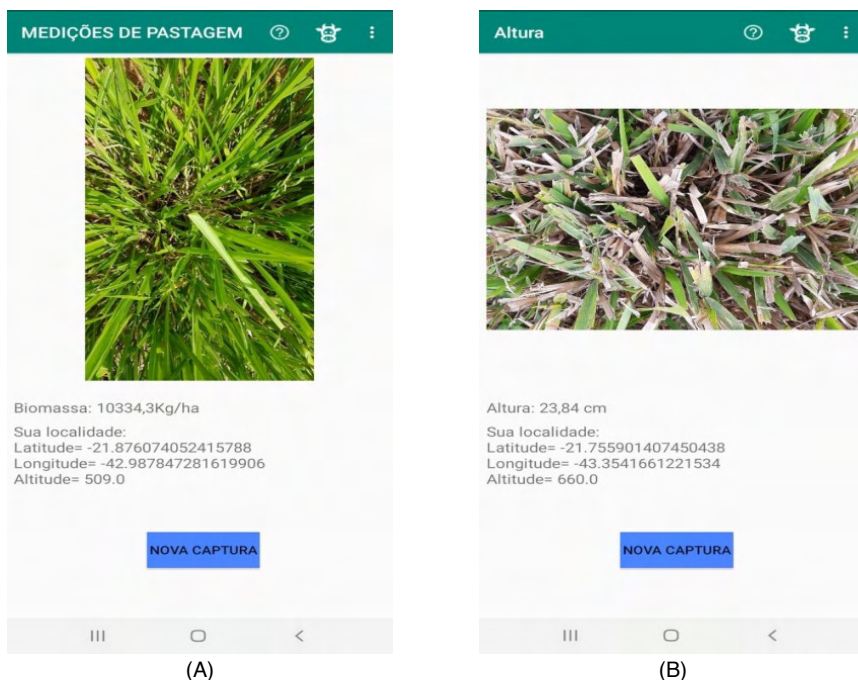 MEDIÇÕES DE PASTAGEM
Biomassa: 10334,3Kg/ha
Sua localidade:
Latitude= -21.876074052415788
Longitude= -42.987847281619906
Altitude= 509.0
NOVA CAPTURA
(A)
Altura
Altura: 23,84 cm
Sua localidade:
Latitude= -21.755901407450438
Longitude= -43.3541661221534
Altitude= 660.0
NOVA CAPTURA
(B)